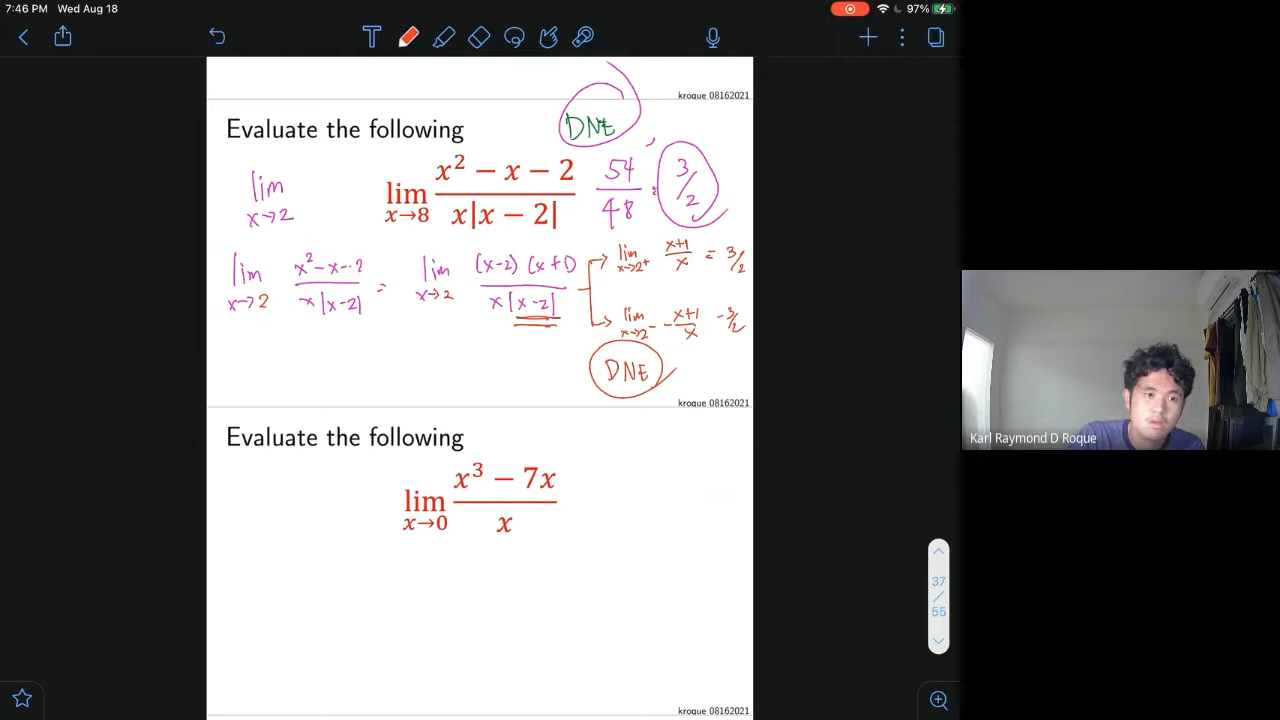 7:46 PM Wed Aug 18
97%
kroque 08162021
Evaluate the following
DNE
lim x→2
lim x→8 x² − x − 2 / x|x − 2|
54 / 48 = 3/2
lim x→2 x² − x − 2 / x|x−2| = lim x→2 (x−2)(x+1) / x|x−2|
lim x→2⁺ x+1 / x = 3/2
lim x→2⁻ − x+1 / x −3/2
DNE
kroque 08162021
Evaluate the following
lim x→0 x³ − 7x / x
kroque 08162021
37 / 55
Karl Raymond D Roque